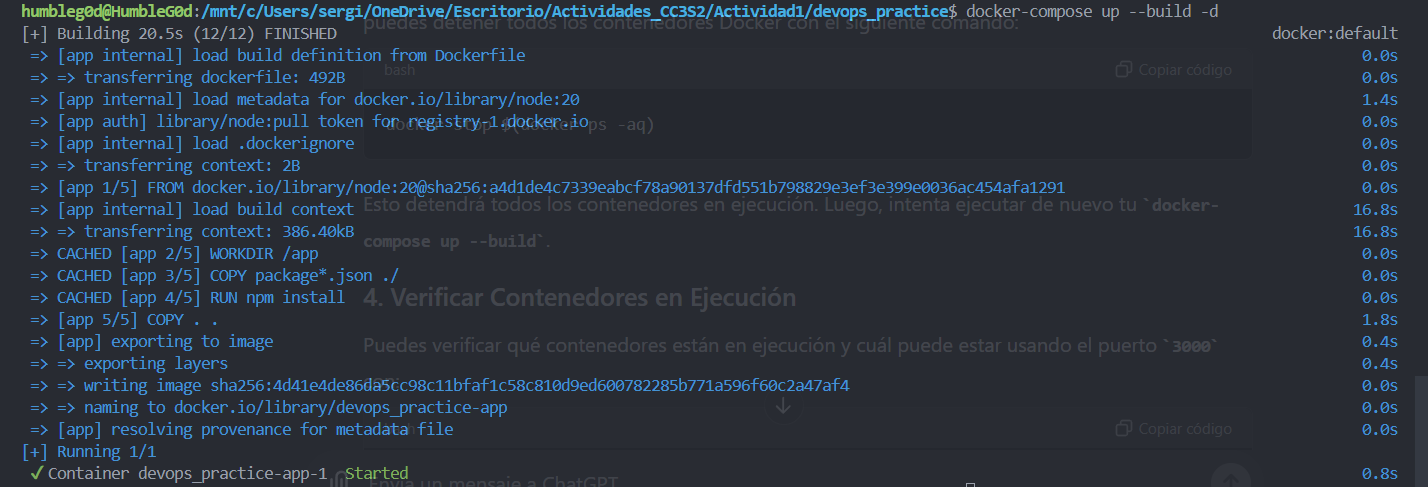 puedes detener todos los contenedores Docker con el siguiente comando:
humbleg0d@HumbleG0d:/mnt/c/Users/sergi/OneDrive/Escritorio/Actividades_CC3S2/Actividad1/devops_practice$ docker-compose up --build -d
[+] Building 20.5s (12/12) FINISHED docker:default
=> [app internal] load build definition from Dockerfile 0.0s
bash Copiar código
=> => transferring dockerfile: 492B 0.0s
=> [app internal] load metadata for docker.io/library/node:20 1.4s
docker stop $(docker ps -aq)
=> [app auth] library/node:pull token for registry-1.docker.io 0.0s
=> [app internal] load .dockerignore 0.0s
=> => transferring context: 2B 0.0s
=> [app 1/5] FROM docker.io/library/node:20@sha256:a4d1de4c7339eabcf78a90137dfd551b798829e3ef3e399e0036ac454afa1291 0.0s
Esto detendrá todos los contenedores en ejecución. Luego, intenta ejecutar de nuevo tu `docker-
=> [app internal] load build context 16.8s
=> => transferring context: 386.40kB 16.8s
compose up --build`.
=> CACHED [app 2/5] WORKDIR /app 0.0s
=> CACHED [app 3/5] COPY package*.json ./ 0.0s
=> CACHED [app 4/5] RUN npm install 0.0s
4. Verificar Contenedores en Ejecución
=> [app 5/5] COPY . . 1.8s
=> [app] exporting to image 0.4s
Puedes verificar qué contenedores están en ejecución y cuál puede estar usando el puerto `3000`
=> => exporting layers 0.4s
=> => writing image sha256:4d41e4de86da5cc98c11bfaf1c58c810d9ed600782285b771a596f60c2a47af4 0.0s
=> => naming to docker.io/library/devops_practice-app 0.0s
=> [app] resolving provenance for metadata file 0.0s
Copiar código
[+] Running 1/1
✔ Container devops_practice-app-1 Started 0.8s
Envía un mensaje a ChatGPT